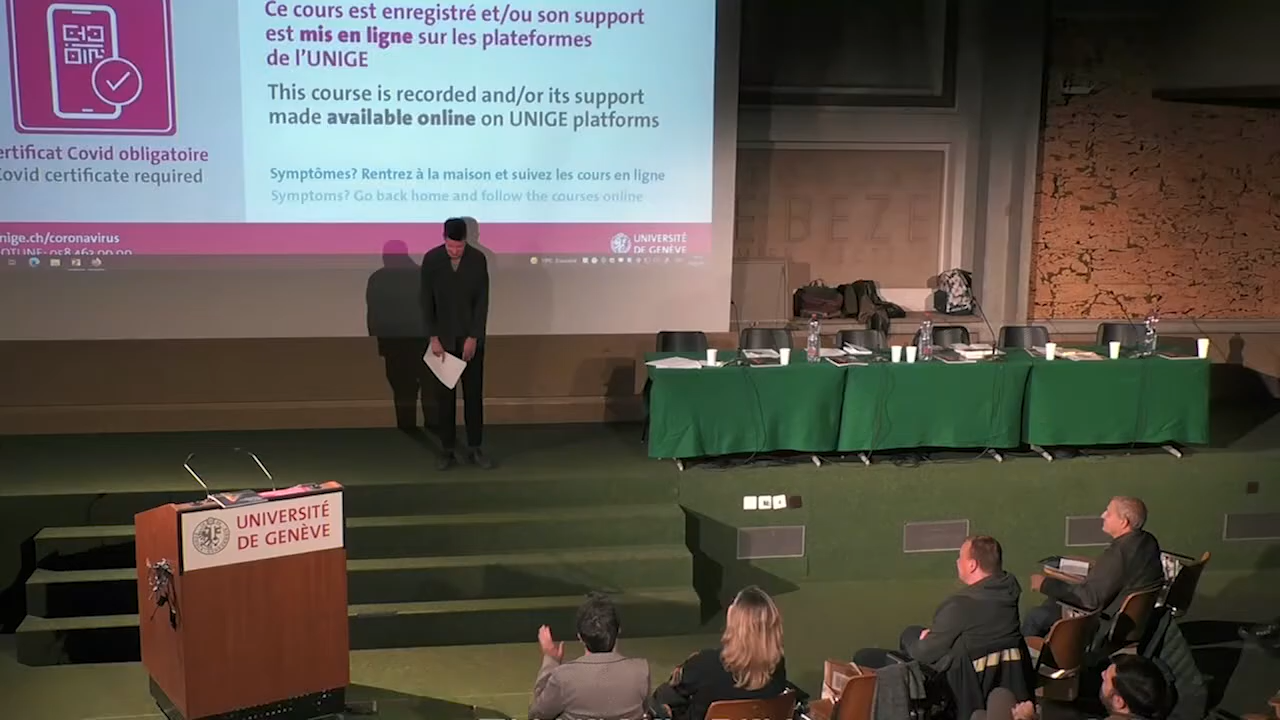 Ce cours est enregistré et/ou son support
est mis en ligne sur les plateformes
de l'UNIGE
This course is recorded and/or its support
made available online on UNIGE platforms
ertificat Covid obligatoire
ovid certificate required
Symptômes? Rentrez à la maison et suivez les cours en ligne
Symptoms? Go back home and follow the courses online
nige.ch/coronavirus
UNIVERSITÉ
DE GENÈVE
E BEZE
UNIVERSITÉ
DE GENÈVE